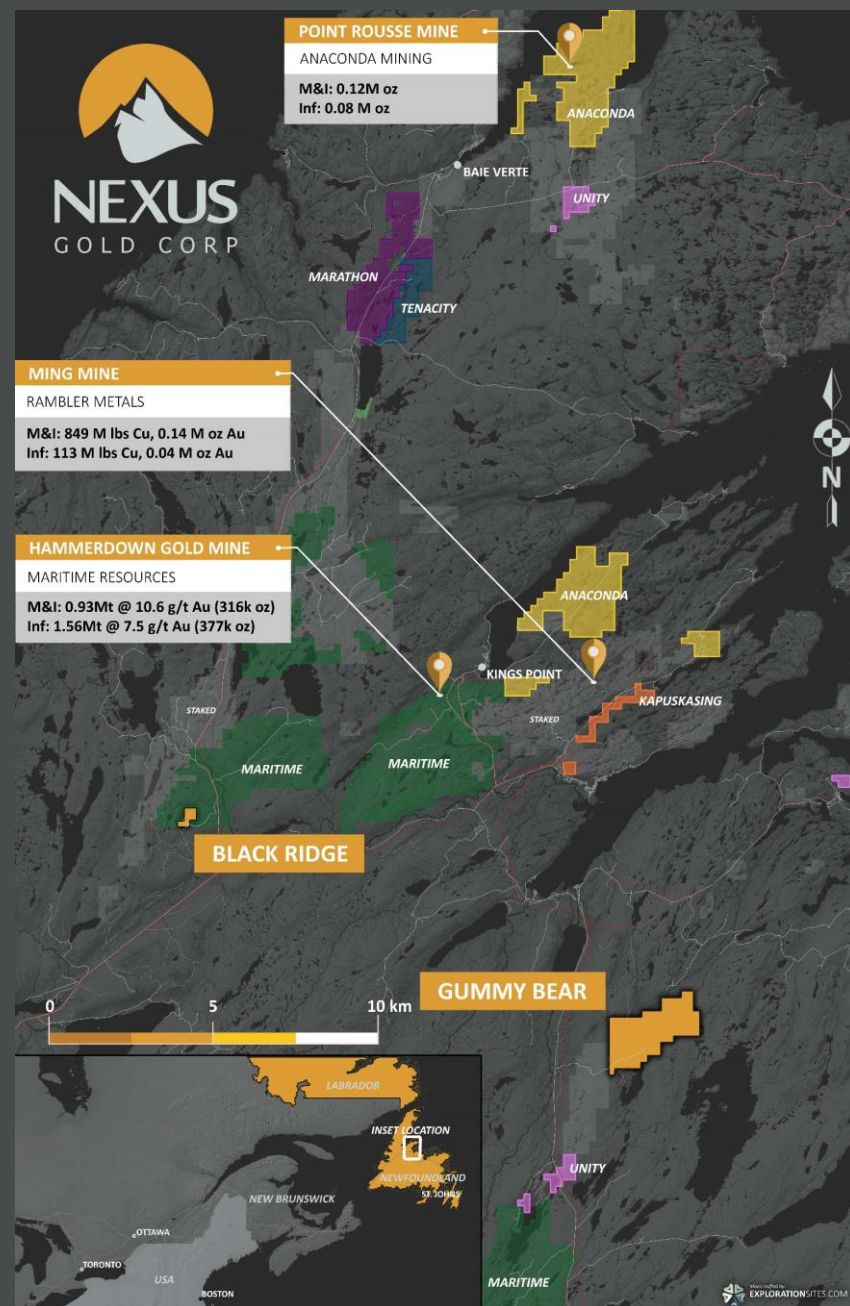 NEXUS
GOLD CORP
POINT ROUSSE MINE
ANACONDA MINING
M&I: 0.12M oz
Inf: 0.08 M oz
ANACONDA
BAIE VERTE
UNITY
MARATHON
TENACITY
MING MINE
RAMBLER METALS
M&I: 849 M lbs Cu, 0.14 M oz Au
Inf: 113 M lbs Cu, 0.04 M oz Au
N
HAMMERDOWN GOLD MINE
MARITIME RESOURCES
M&I: 0.93Mt @ 10.6 g/t Au (316k oz)
Inf: 1.56Mt @ 7.5 g/t Au (377k oz)
ANACONDA
KINGS POINT
KAPUSKASING
STAKED
STAKED
MARITIME
MARITIME
BLACK RIDGE
GUMMY BEAR
0 5 10 km
LABRADOR
INSET LOCATION
NEWFOUNDLAND
ST. JOHNS
NEW BRUNSWICK
OTTAWA
TORONTO
USA
BOSTON
UNITY
MARITIME
Maps crafted by
EXPLORATIONSITES.COM